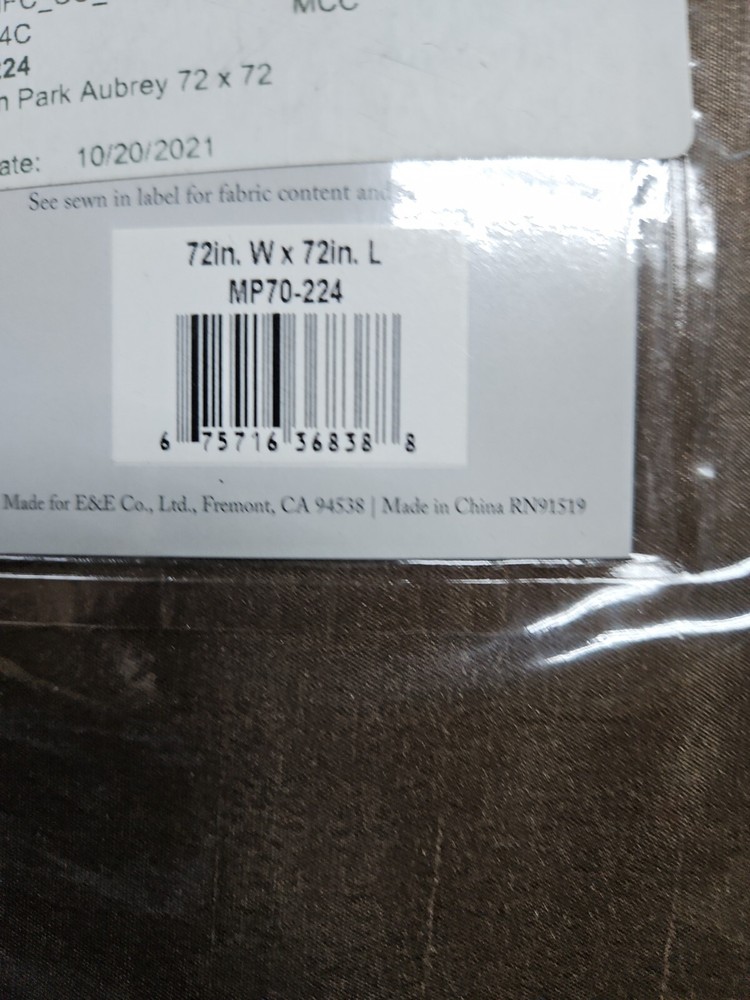 MCC
4C
224
Park Aubrey 72 x 72
10/20/2021
See sewn in label for fabric content and
72in. W x 72in. L
MP70-224
6 75716 36838 8
Made for E&E Co., Ltd., Fremont, CA 94538 | Made in China RN91519